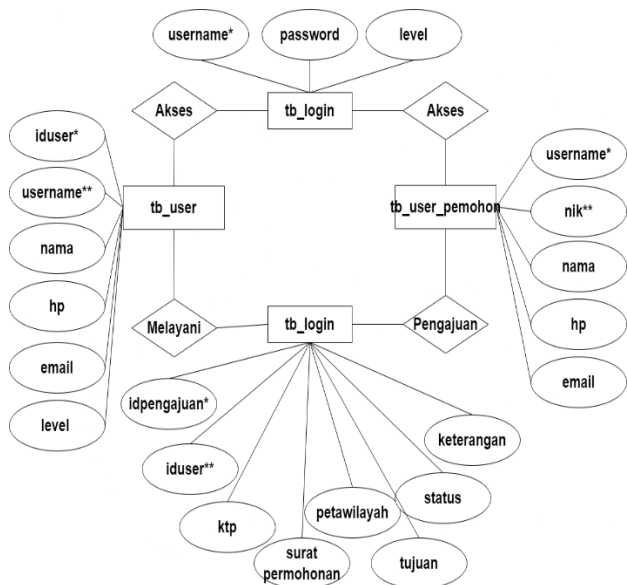 username*
password
level
Akses
tb_login
Akses
iduser*
username**
nama
hp
email
level
tb_user
tb_user_pemohon
username*
nik**
nama
hp
email
Melayani
tb_login
Pengajuan
idpengajuan*
iduser**
ktp
surat
permohonan
petawilayah
tujuan
status
keterangan